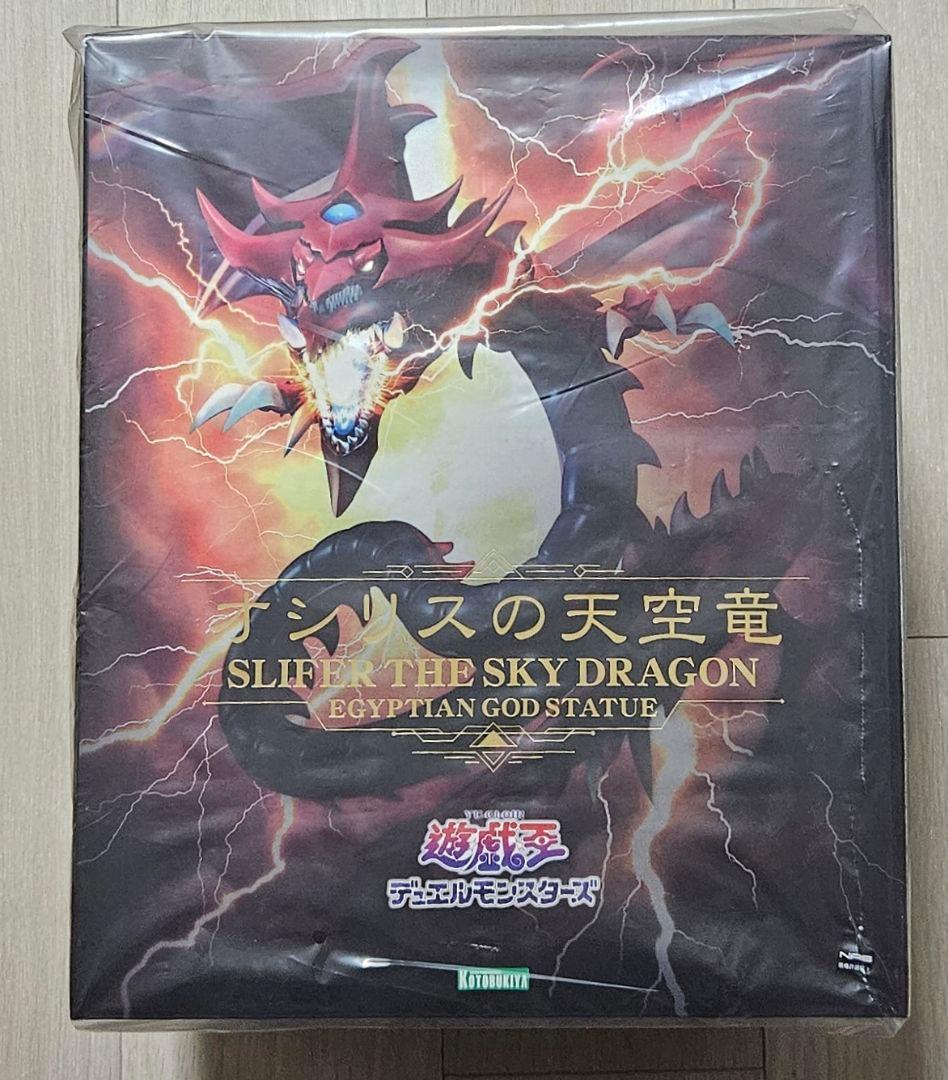 オシリスの天空竜
SLIFER THE SKY DRAGON
EGYPTIAN GOD STATUE
YU-GI-OH!
遊戯王
デュエルモンスターズ
KOTOBUKIYA
NAS